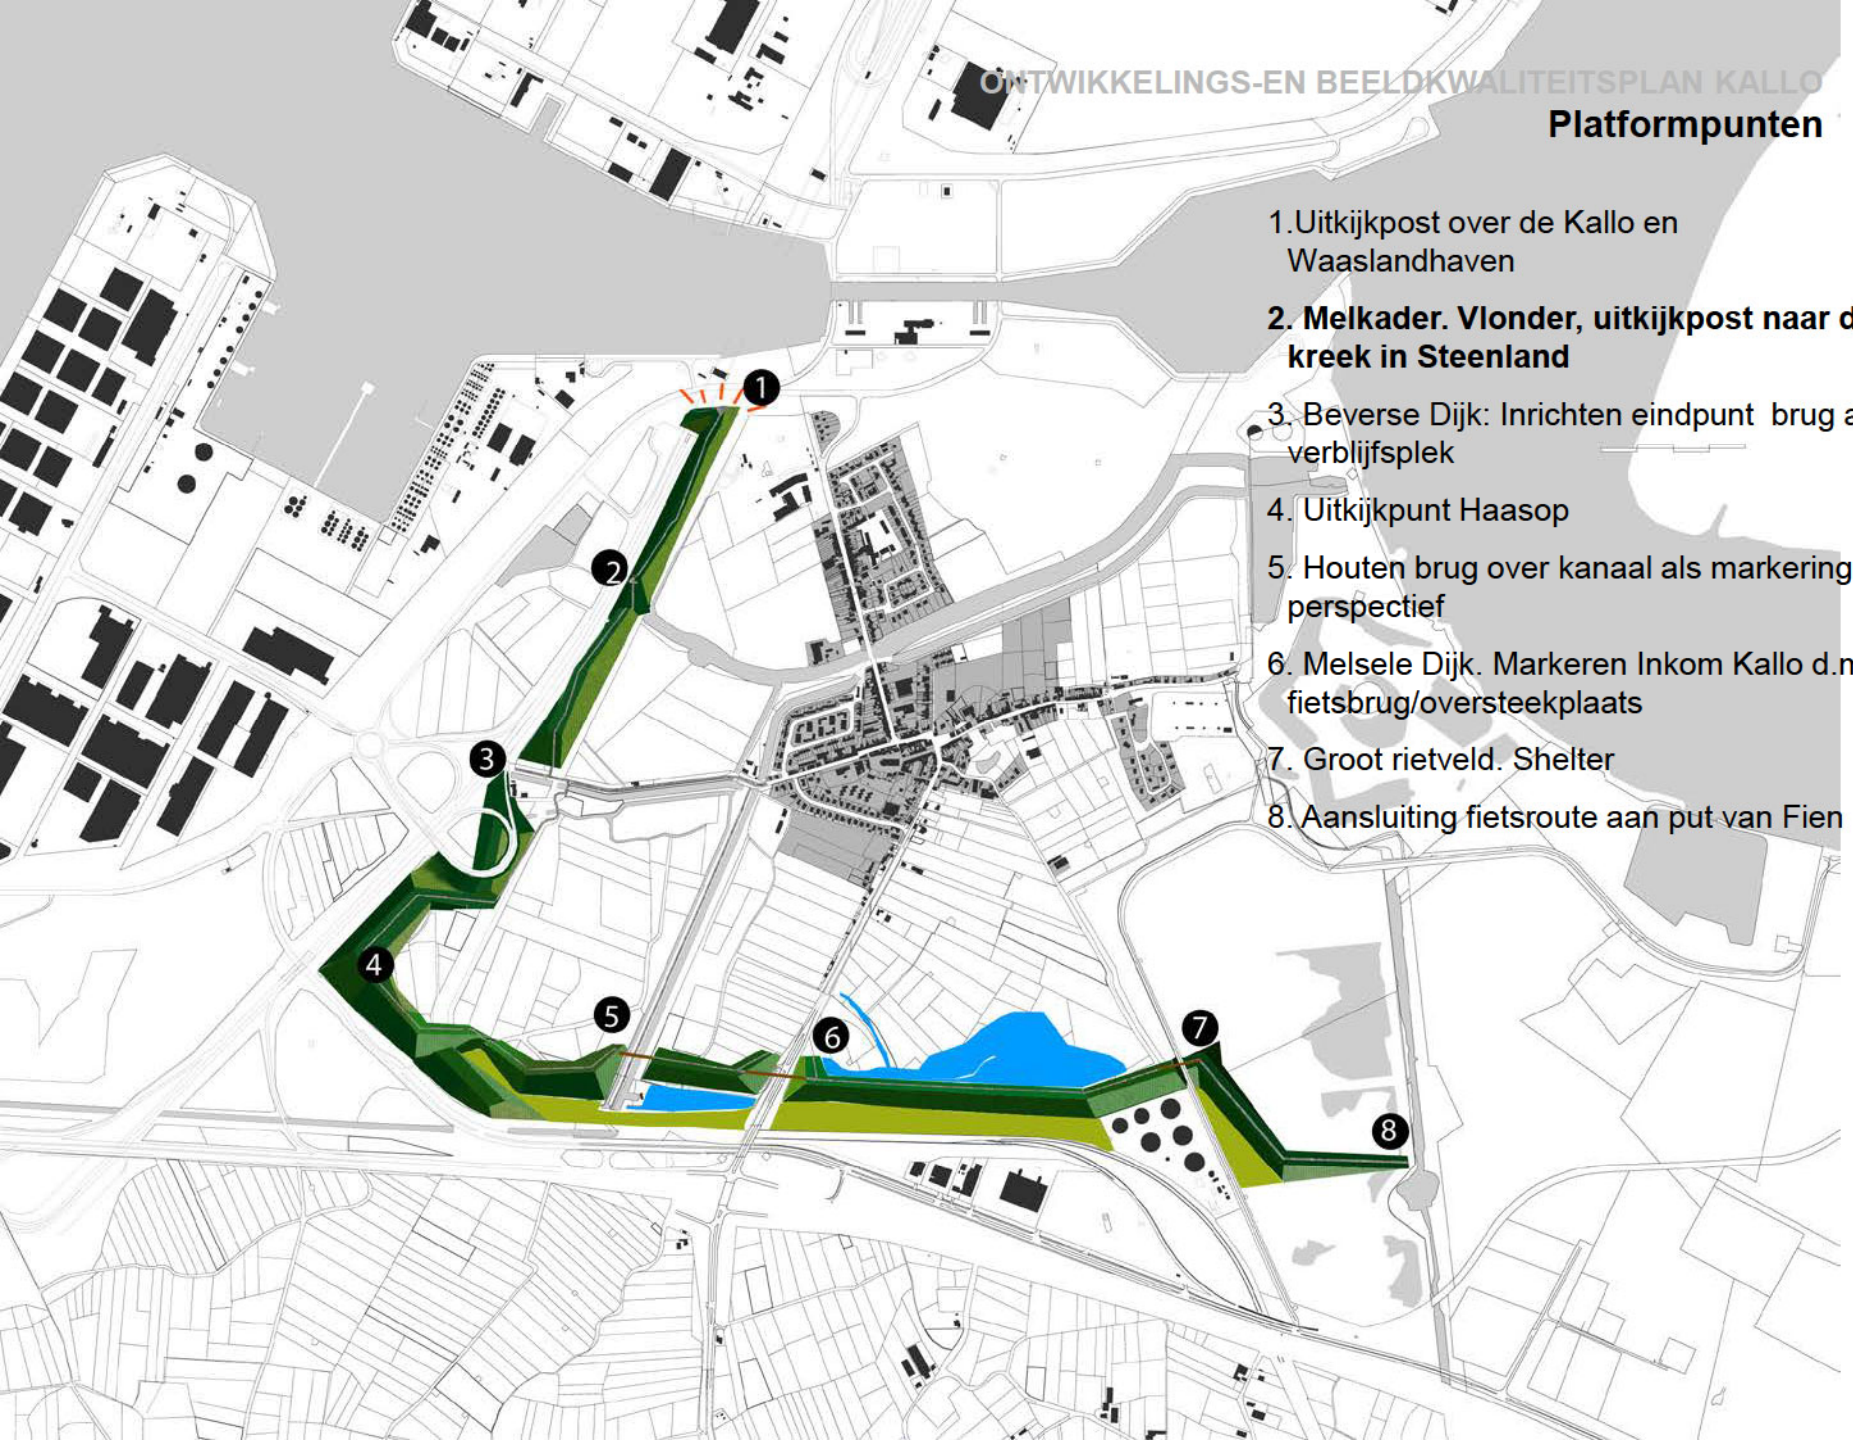 ONTWIKKELINGS-EN BEELDKWALITEITSPLAN KALLO
Platformpunten
1.Uitkijkpost over de Kallo en
Waaslandhaven
2. Melkader. Vlonder, uitkijkpost naar d
kreek in Steenland
3. Beverse Dijk: Inrichten eindpunt brug a
verblijfsplek
4. Uitkijkpunt Haasop
5. Houten brug over kanaal als markering
perspectief
6. Melsele Dijk. Markeren Inkom Kallo d.m
fietsbrug/oversteekplaats
7. Groot rietveld. Shelter
8. Aansluiting fietsroute aan put van Fien
1
2
3
4
5
6
7
8